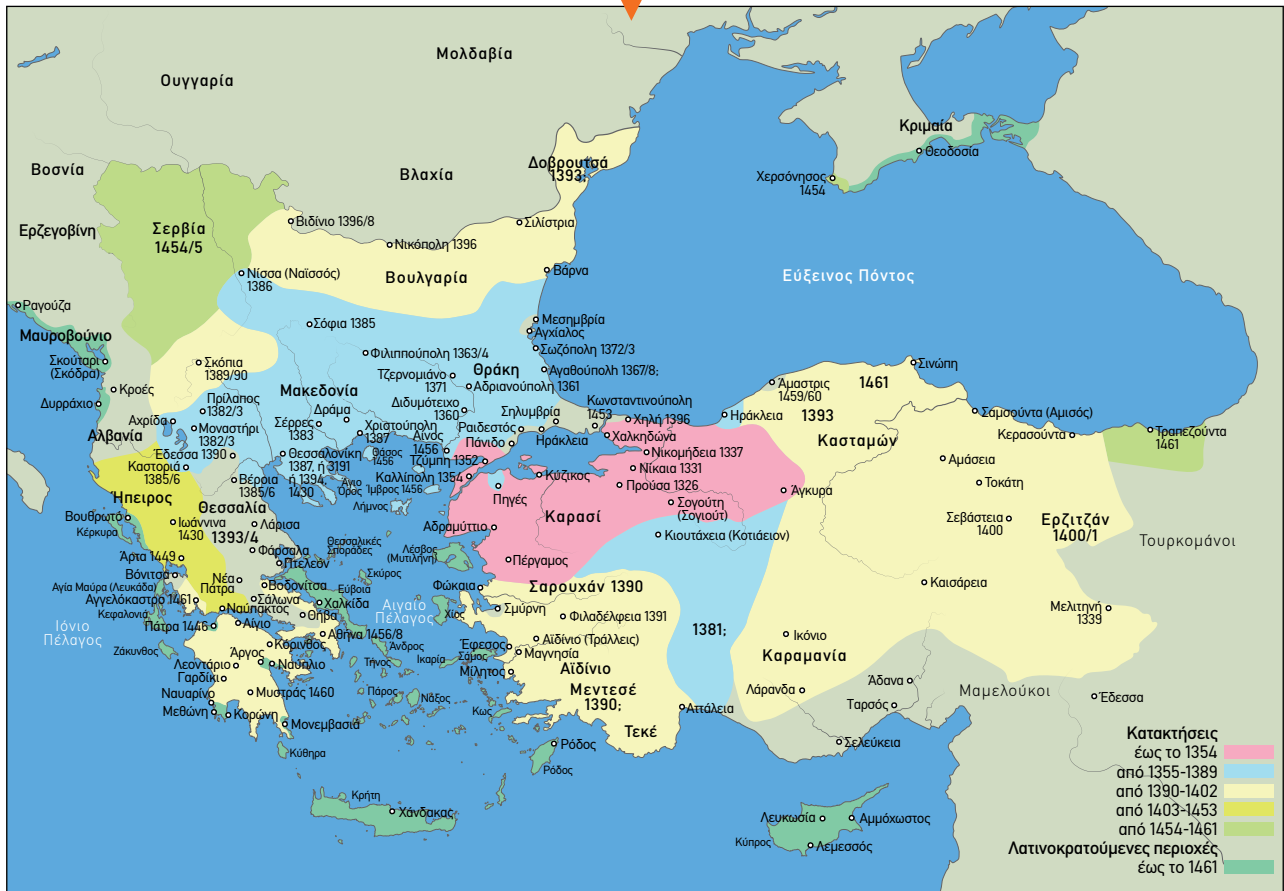 Μολδαβία
Ουγγαρία
Κριμαία
Θεοδοσία
Βοσνία
Δοβρουτσά
1393;
Βλαχία
Χερσόνησος
1454
Ερζεγοβίνη
Σερβία
1454/5
Βιδίνιο 1396/8
Σιλίστρια
Νικόπολη 1396
Βουλγαρία
Βάρνα
Εύξεινος Πόντος
Νίσσα (Ναϊσσός)
1386
Ραγούζα
Μαυροβούνιο
Σκούταρι
(Σκόδρα)
Σόφια 1385
Μεσημβρία
Αγχίαλος
Σωζόπολη 1372/3
Φιλιππούπολη 1363/4
Θράκη
Αγαθούπολη 1367/8;
Σκόπια
1389/90
Τζερνομιάνο
1371
Αδριανούπολη 1361
Σινώπη
Κροές
Μακεδονία
Διδυμότειχο
1360
Κωνσταντινούπολη
1453
Άμαστρις
1459/60
1461
Δυρράχιο
Πρίλαπος
1382/3
Δράμα
Σέρρες
1383
Χριστούπολη
1387
Σηλυμβρία
Ραιδεστός
Χηλή 1396
Ηράκλεια
1393
Σαμσούντα (Αμισός)
Αχρίδα
Μοναστήρι
1382/3
Αίνος
1456
Πάνιδο
Ηράκλεια
Χαλκηδώνα
Κασταμών
Κερασούντα
Τραπεζούντα
1461
Αλβανία
Έδεσσα 1390
Θεσσαλονίκη
1387, ή 3191
ή 1394,
1430
Θάσος
1456
Τζύμπη 1352
Νικομήδεια 1337
Αμάσεια
Καστοριά
1385/6
Βέροια
1385/6
Άγιο
Όρος
Ίμβρος 1456
Καλλίπολη 1354
Κύζικος
Νίκαια 1331
Προύσα 1326
Τοκάτη
Ήπειρος
Λήμνος
Πηγές
Σογούτη
(Σογιούτ)
Άγκυρα
Θεσσαλία
1393/4
Καρασί
Σεβάστεια
1400
Ερζιτζάν
1400/1
Βουθρωτό
Κέρκυρα
Ιωάννινα
1430
Λάρισα
Αδραμύττιο
Κιουτάχεια (Κοτιάειον)
Τουρκομάνοι
Άρτα 1449
Φάρσαλα
Θεσσαλικές
Σποράδες
Λέσβος
(Μυτιλήνη)
Πέργαμος
Βόνιτσα
Πτελεόν
Σκύρος
Αγία Μαύρα (Λευκάδα)
Νέα
Πάτρα
Βοδονίτσα
Εύβοια
Φώκαια
Σαρουχάν 1390
Καισάρεια
Αγγελόκαστρο 1461
Σάλωνα
Χαλκίδα
Αιγαίο
Πέλαγος
Κεφαλονιά
Ναύπακτος
Θήβα
Χίος
Σμύρνη
Φιλαδέλφεια 1391
Μελιτηνή
1339
Ιόνιο
Πέλαγος
Πάτρα 1446
Αίγιο
Αθήνα 1456/8
1381;
Ικόνιο
Ζάκυνθος
Κόρινθος
Άνδρος
Έφεσος
Αϊδίνιο (Τράλλεις)
Καραμανία
Άργος
Σάμος
Μαγνησία
Λεοντάριο
Ναύπλιο
Τήνος
Ικαρία
Μίλητος
Αϊδίνιο
Γαρδίκι
Άδανα
Μαμελούκοι
Ναυαρίνο
Μυστράς 1460
Πάρος
Νάξος
Μεντεσέ
1390;
Λάρανδα
Ταρσός
Έδεσσα
Μεθώνη
Κορώνη
Μονεμβασιά
Κως
Τεκέ
Αττάλεια
Κύθηρα
Ρόδος
Ρόδος
Σελεύκεια
Κρήτη
Χάνδακας
Λευκωσία
Αμμόχωστος
Κύπρος
Λεμεσσός
Κατακτήσεις
έως το 1354
από 1355-1389
από 1390-1402
από 1403-1453
από 1454-1461
Λατινοκρατούμενες περιοχές
έως το 1461